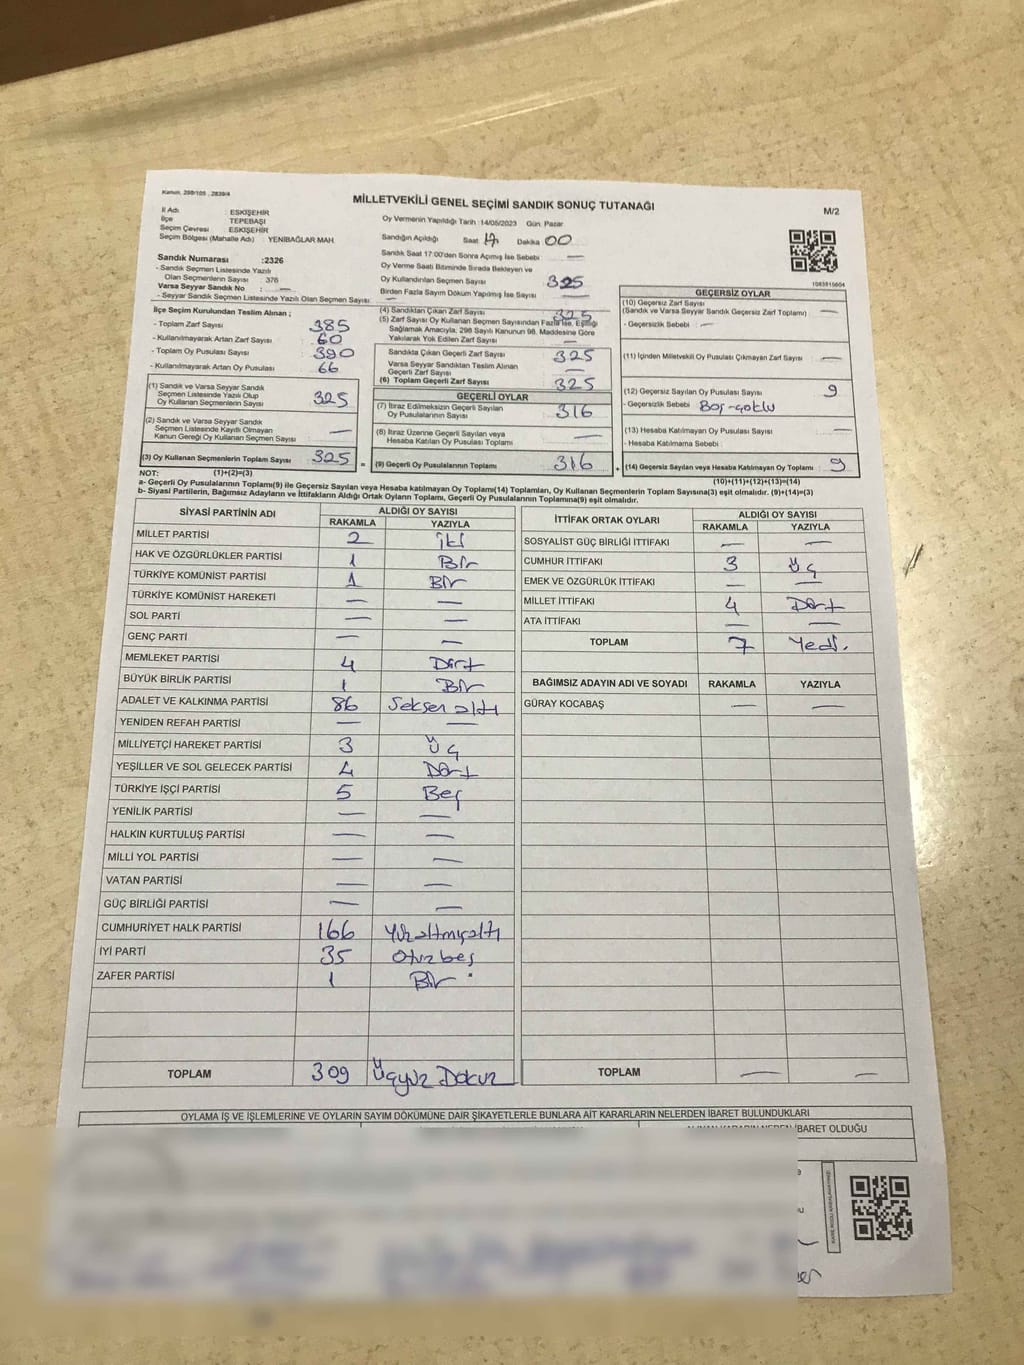 Kanun, 298/105 , 2839/4
MİLLETVEKİLİ GENEL SEÇİMİ SANDIK SONUÇ TUTANAĞI
M/2
İl Adı : ESKİŞEHİR
İlçe TEPEBAŞI
Seçim Çevresi ESKİŞEHİR
Seçim Bölgesi (Mahalle Adı) YENİBAĞLAR MAH.
Oy Vermenin Yapıldığı Tarih :14/05/2023 Gün: Pazar
Sandığın Açıldığı Saat 17 Dakika 00
Sandık Saat 17:00'den Sonra Açılmış İse Sebebi —
Oy Verme Saati Bitiminde Sırada Bekleyen ve
Oy Kullandırılan Seçmen Sayısı 325
Birden Fazla Sayım Döküm Yapılmış İse Sayısı —
1083815604
Sandık Numarası :2326
- Sandık Seçmen Listesinde Yazılı
Olan Seçmenlerin Sayısı : 376
Varsa Seyyar Sandık No : —
- Seyyar Sandık Seçmen Listesinde Yazılı Olan Seçmen Sayısı —
İlçe Seçim Kurulundan Teslim Alınan ;
- Toplam Zarf Sayısı 385
- Kullanılmayarak Artan Zarf Sayısı 60
- Toplam Oy Pusulası Sayısı 390
- Kullanılmayarak Artan Oy Pusulası 66
(1) Sandık ve Varsa Seyyar Sandık
Seçmen Listesinde Yazılı Olup
Oy Kullanan Seçmenlerin Sayısı 325
(2) Sandık ve Varsa Seyyar Sandık
Seçmen Listesinde Kayıtlı Olmayan
Kanun Gereği Oy Kullanan Seçmen Sayısı —
(3) Oy Kullanan Seçmenlerin Toplam Sayısı 325
(4) Sandıktan Çıkan Zarf Sayısı 325
(5) Zarf Sayısı Oy Kullanan Seçmen Sayısından Fazla İse, Eşitliği
Sağlamak Amacıyla, 298 Sayılı Kanunun 98. Maddesine Göre
Yakılarak Yok Edilen Zarf Sayısı —
Sandıkta Çıkan Geçerli Zarf Sayısı 325
Varsa Seyyar Sandıktan Teslim Alınan
Geçerli Zarf Sayısı —
(6) Toplam Geçerli Zarf Sayısı 325
GEÇERLİ OYLAR
(7) İtiraz Edilmeksizin Geçerli Sayılan
Oy Pusulalarının Sayısı 316
(8) İtiraz Üzerine Geçerli Sayılan veya
Hesaba Katılan Oy Pusulası Toplamı —
= (9) Geçerli Oy Pusulalarının Toplamı 316
GEÇERSİZ OYLAR
(10) Geçersiz Zarf Sayısı
(Sandık ve Varsa Seyyar Sandık Geçersiz Zarf Toplamı) —
- Geçersizlik Sebebi : —
(11) İçinden Milletvekili Oy Pusulası Çıkmayan Zarf Sayısı —
(12) Geçersiz Sayılan Oy Pusulası Sayısı 9
- Geçersizlik Sebebi Boş-çoklu
(13) Hesaba Katılmayan Oy Pusulası Sayısı —
- Hesaba Katılmama Sebebi :
+ (14) Geçersiz Sayılan veya Hesaba Katılmayan Oy Toplamı 9
NOT: (1)+(2)=(3)
(10)+(11)+(12)+(13)=(14)
a- Geçerli Oy Pusulalarının Toplamı(9) ile Geçersiz Sayılan veya Hesaba katılmayan Oy Toplamı(14) Toplamları, Oy Kullanan Seçmenlerin Toplam Sayısına(3) eşit olmalıdır. (9)+(14)=(3)
b- Siyasi Partilerin, Bağımsız Adayların ve İttifakların Aldığı Ortak Oyların Toplamı, Geçerli Oy Pusulalarının Toplamına(9) eşit olmalıdır.
SİYASİ PARTİNİN ADI ALDIĞI OY SAYISI
RAKAMLA YAZIYLA
MİLLET PARTİSİ 2 iki
HAK VE ÖZGÜRLÜKLER PARTİSİ 1 Bir
TÜRKİYE KOMÜNİST PARTİSİ 1 Bir
TÜRKİYE KOMÜNİST HAREKETİ — —
SOL PARTİ — —
GENÇ PARTİ — —
MEMLEKET PARTİSİ 4 Dört
BÜYÜK BİRLİK PARTİSİ 1 Bir
ADALET VE KALKINMA PARTİSİ 86 Seksen altı
YENİDEN REFAH PARTİSİ — —
MİLLİYETÇİ HAREKET PARTİSİ 3 Üç
YEŞİLLER VE SOL GELECEK PARTİSİ 4 Dört
TÜRKİYE İŞÇİ PARTİSİ 5 Beş
YENİLİK PARTİSİ — —
HALKIN KURTULUŞ PARTİSİ — —
MİLLİ YOL PARTİSİ — —
VATAN PARTİSİ — —
GÜÇ BİRLİĞİ PARTİSİ — —
CUMHURİYET HALK PARTİSİ 166 Yüzaltmışaltı
İYİ PARTİ 35 Otuzbeş
ZAFER PARTİSİ 1 Bir
TOPLAM 309 Üçyüz Dokuz
İTTİFAK ORTAK OYLARI ALDIĞI OY SAYISI
RAKAMLA YAZIYLA
SOSYALİST GÜÇ BİRLİĞİ İTTİFAKI — —
CUMHUR İTTİFAKI 3 Üç
EMEK VE ÖZGÜRLÜK İTTİFAKI — —
MİLLET İTTİFAKI 4 Dört
ATA İTTİFAKI — —
TOPLAM 7 Yedi.
BAĞIMSIZ ADAYIN ADI VE SOYADI RAKAMLA YAZIYLA
GÜRAY KOCABAŞ — —
TOPLAM — —
OYLAMA İŞ VE İŞLEMLERİNE VE OYLARIN SAYIM DÖKÜMÜNE DAİR ŞİKAYETLERLE BUNLARA AİT KARARLARIN NELERDEN İBARET BULUNDUKLARI
İBARET OLDUĞU